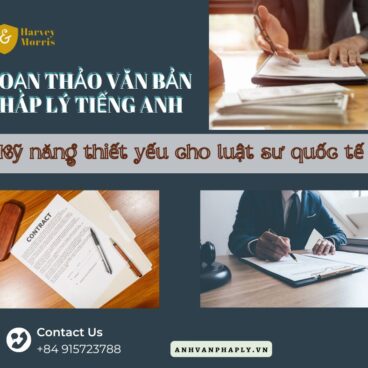 &
Harvey
Morris
OẠN THẢO VĂN BẢN
HÁP LÝ TIẾNG ANH
Kỹ năng thiết yếu cho luật sư quốc tế
CONTRACT
Contact Us
+84 915723788
ANHVANPHAPLY.VN